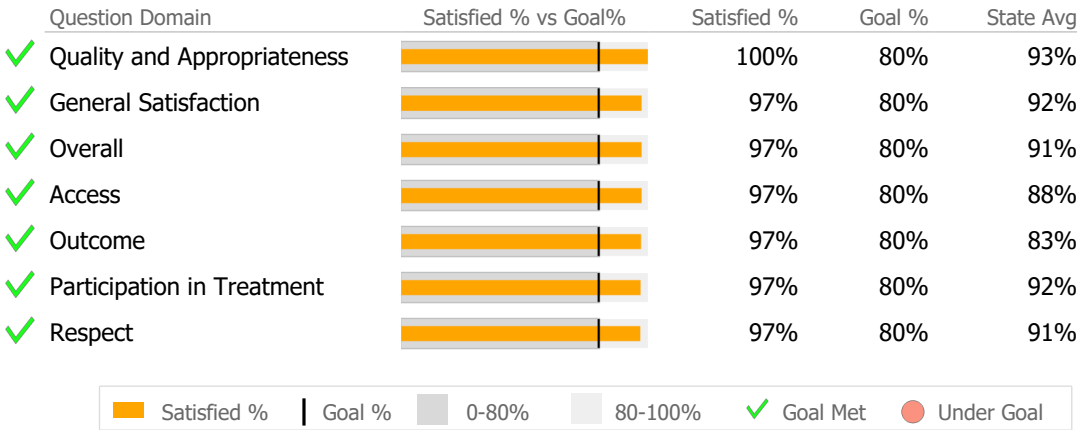 Question Domain Satisfied % vs Goal% Satisfied % Goal % State Avg
Quality and Appropriateness 100% 80% 93%
General Satisfaction 97% 80% 92%
Overall 97% 80% 91%
Access 97% 80% 88%
Outcome 97% 80% 83%
Participation in Treatment 97% 80% 92%
Respect 97% 80% 91%
Satisfied % Goal % 0-80% 80-100% Goal Met Under Goal